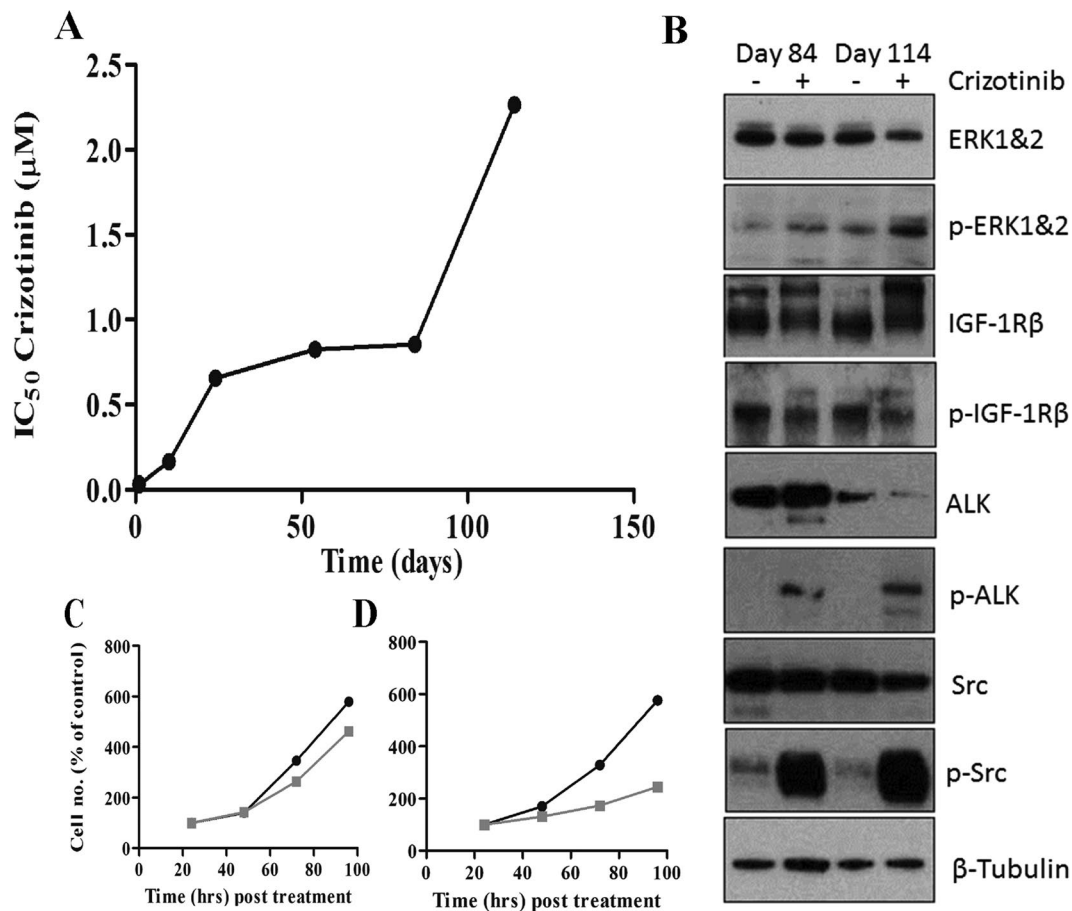 A
IC50 Crizotinib (μM)
2.5
2.0
1.5
1.0
0.5
0.0
0 50 100 150
Time (days)
B
Day 84 Day 114
- + - + Crizotinib
ERK1&2
p-ERK1&2
IGF-1Rβ
p-IGF-1Rβ
ALK
p-ALK
Src
p-Src
β-Tubulin
C
Cell no. (% of control)
800
600
400
200
0
0 20 40 60 80 100
Time (hrs) post treatment
D
800
600
400
200
0
0 20 40 60 80 100
Time (hrs) post treatment